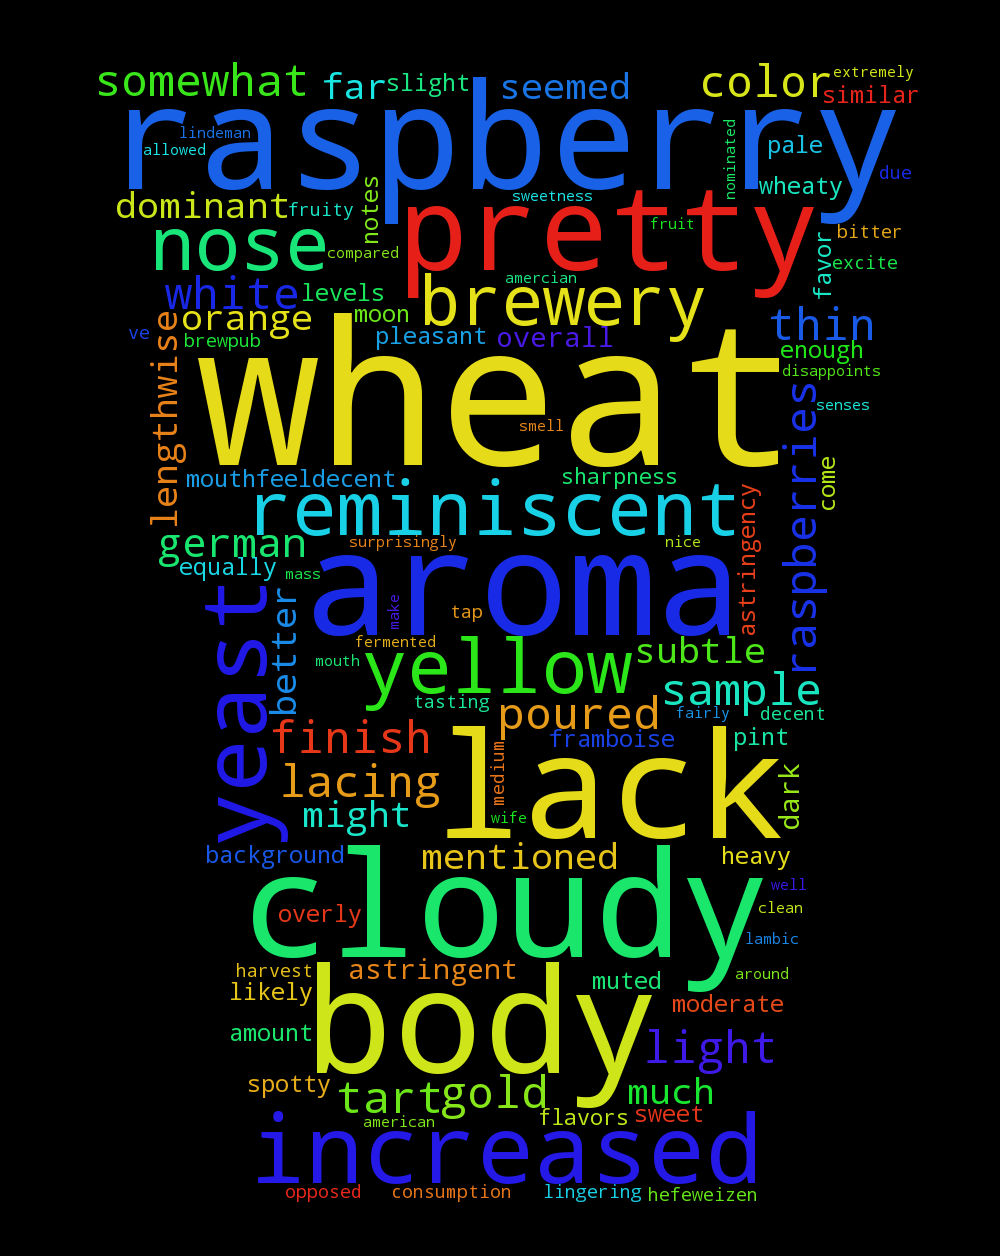 somewhat
far
slight
seemed
color
extremely
similar
raspberry
lindeman
allowed
nominated
pale
wheaty
due
dominant
fruity
notes
sweetness
pretty
fruit
bitter
nose
compared
favor
excite
amercian
white
levels
moon
brewery
thin
orange
ve
brewpub
pleasant
overall
enough
disappoints
lengthwise
wheat
raspberries
senses
smell
come
mouthfeeldecent
sharpness
reminiscent
astringency
german
surprisingly
nice
equally
mass
aroma
yeast
better
make
tap
fermented
mouth
yellow
subtle
tasting
sample
poured
fairly
decent
finish
framboise
pint
lacing
medium
lack
dark
might
wife
background
mentioned
heavy
cloudy
well
overly
clean
lambic
harvest
astringent
muted
around
likely
body
moderate
amount
light
spotty
tart
gold
much
american
flavors
sweet
increased
opposed
consumption
lingering
hefeweizen